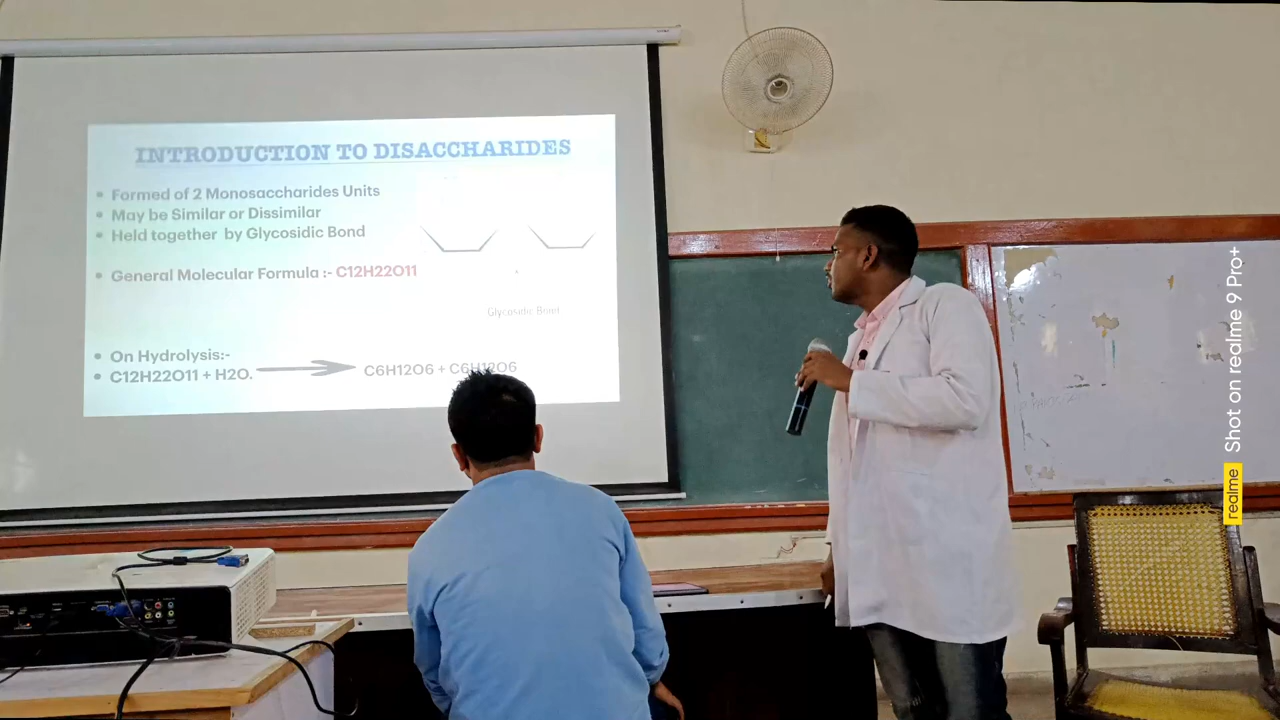 INTRODUCTION TO DISACCHARIDES
• Formed of 2 Monosaccharides Units
• May be Similar or Dissimilar
• Held together by Glycosidic Bond
• General Molecular Formula :- C12H22O11
Glycosidic Bond
• On Hydrolysis:-
• C12H22O11 + H2O. C6H12O6 + C6H12O6
realme Shot on realme 9 Pro+